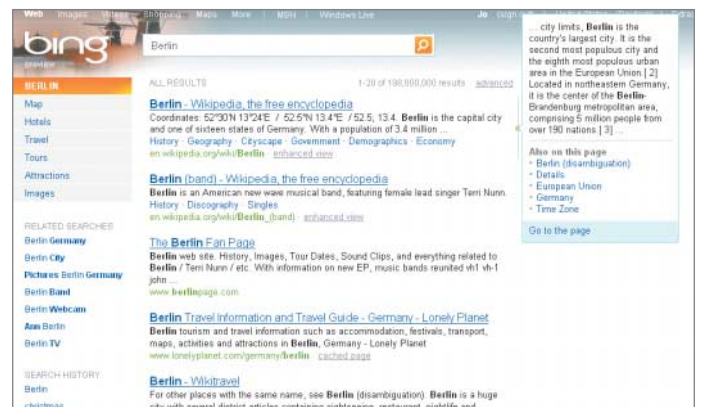 Web Images Videos Shopping Maps More | MSN | Windows Live
bing
preview
Berlin
BERLIN
Map
Hotels
Travel
Tours
Attractions
Images
RELATED SEARCHES
Berlin Germany
Berlin City
Pictures Berlin Germany
Berlin Band
Berlin Webcam
Ann Berlin
Berlin TV
SEARCH HISTORY
Berlin
christmas
ALL RESULTS
1-20 of 198,000,000 results advanced
Berlin - Wikipedia, the free encyclopedia
Coordinates: 52°30′N 13°24′E / 52.5°N 13.4°E / 52.5; 13.4. Berlin is the capital city
and one of sixteen states of Germany. With a population of 3.4 million ...
History · Geography · Cityscape · Government · Demographics · Economy
en.wikipedia.org/wiki/Berlin · enhanced view
Berlin (band) - Wikipedia, the free encyclopedia
Berlin is an American new wave musical band, featuring female lead singer Terri Nunn.
History · Discography · Singles
en.wikipedia.org/wiki/Berlin_(band) · enhanced view
The Berlin Fan Page
Berlin web site. History, Images, Tour Dates, Sound Clips, and everything related to
Berlin / Terri Nunn / etc. With information on new EP, music bands reunited vh1 vh-1
john ...
www.berlinpage.com
Berlin Travel Information and Travel Guide - Germany - Lonely Planet
Berlin tourism and travel information such as accommodation, festivals, transport,
maps, activities and attractions in Berlin, Germany - Lonely Planet
www.lonelyplanet.com/germany/berlin · cached page
Berlin - Wikitravel
For other places with the same name, see Berlin (disambiguation). Berlin is a huge
city with several district articles containing sightseeing, restaurant, nightlife and
Jo
... city limits, Berlin is the
country's largest city. It is the
second most populous city and
the eighth most populous urban
area in the European Union.[ 2]
Located in northeastern Germany,
it is the center of the Berlin-
Brandenburg metropolitan area,
comprising 5 million people from
over 190 nations.[ 3] ...
Also on this page
· Berlin (disambiguation)
· Details
· European Union
· Germany
· Time Zone
Go to the page